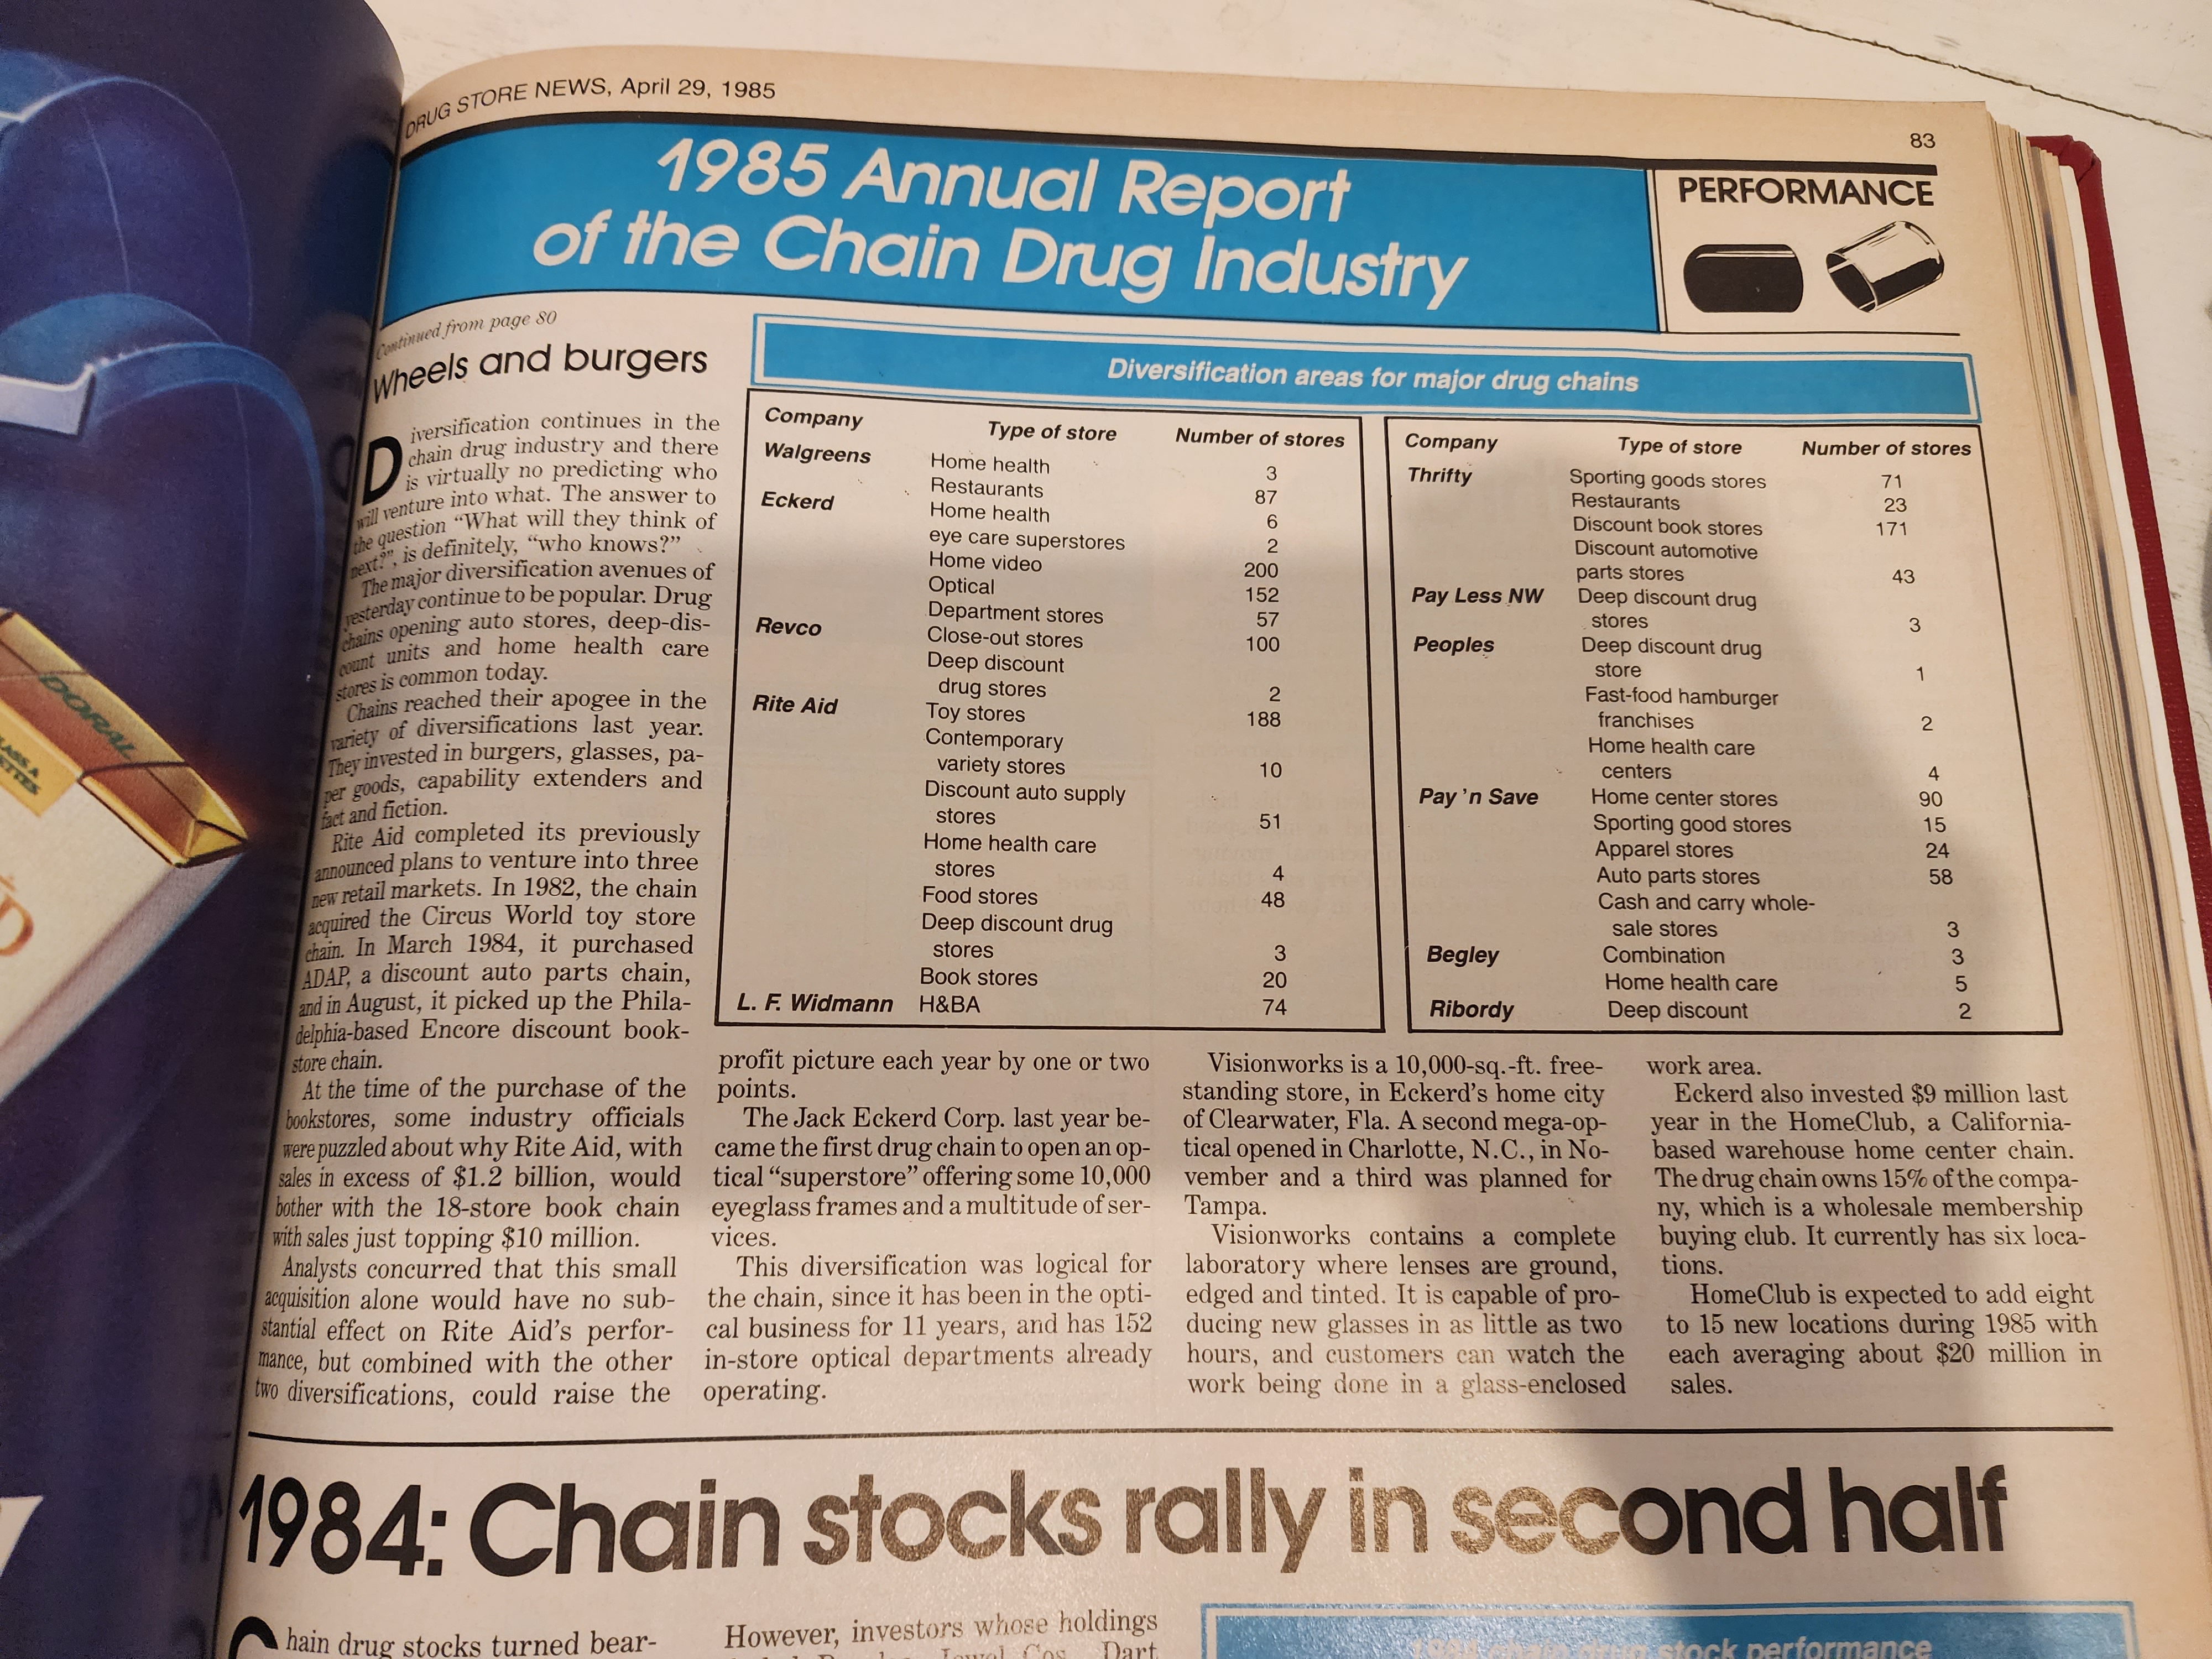 DRUG STORE NEWS, April 29, 1985
83
1985 Annual Report
of the Chain Drug Industry
PERFORMANCE
Continued from page 80
Wheels and burgers
Diversification continues in the
chain drug industry and there
is virtually no predicting who
will venture into what. The answer to
the question “What will they think of
next?”, is definitely, “who knows?”
The major diversification avenues of
yesterday continue to be popular. Drug
chains opening auto stores, deep-dis-
count units and home health care
stores is common today.
Chains reached their apogee in the
variety of diversifications last year.
They invested in burgers, glasses, pa-
per goods, capability extenders and
fact and fiction.
Rite Aid completed its previously
announced plans to venture into three
new retail markets. In 1982, the chain
acquired the Circus World toy store
chain. In March 1984, it purchased
ADAP, a discount auto parts chain,
and in August, it picked up the Phila-
delphia-based Encore discount book-
store chain.
At the time of the purchase of the
bookstores, some industry officials
were puzzled about why Rite Aid, with
sales in excess of $1.2 billion, would
bother with the 18-store book chain
with sales just topping $10 million.
Analysts concurred that this small
acquisition alone would have no sub-
stantial effect on Rite Aid’s perfor-
mance, but combined with the other
two diversifications, could raise the
Diversification areas for major drug chains
Company Type of store Number of stores
Walgreens Home health 3
Restaurants 87
Eckerd Home health 6
eye care superstores 2
Home video 200
Optical 152
Department stores 57
Revco Close-out stores 100
Deep discount
drug stores 2
Rite Aid Toy stores 188
Contemporary
variety stores 10
Discount auto supply
stores 51
Home health care
stores 4
Food stores 48
Deep discount drug
stores 3
Book stores 20
L. F. Widmann H&BA 74
Company Type of store Number of stores
Thrifty Sporting goods stores 71
Restaurants 23
Discount book stores 171
Discount automotive
parts stores 43
Pay Less NW Deep discount drug
stores 3
Peoples Deep discount drug
store 1
Fast-food hamburger
franchises 2
Home health care
centers 4
Pay ’n Save Home center stores 90
Sporting good stores 15
Apparel stores 24
Auto parts stores 58
Cash and carry whole-
sale stores 3
Begley Combination 3
Home health care 5
Ribordy Deep discount 2
profit picture each year by one or two
points.
The Jack Eckerd Corp. last year be-
came the first drug chain to open an op-
tical “superstore” offering some 10,000
eyeglass frames and a multitude of ser-
vices.
This diversification was logical for
the chain, since it has been in the opti-
cal business for 11 years, and has 152
in-store optical departments already
operating.
Visionworks is a 10,000-sq.-ft. free-
standing store, in Eckerd’s home city
of Clearwater, Fla. A second mega-op-
tical opened in Charlotte, N.C., in No-
vember and a third was planned for
Tampa.
Visionworks contains a complete
laboratory where lenses are ground,
edged and tinted. It is capable of pro-
ducing new glasses in as little as two
hours, and customers can watch the
work being done in a glass-enclosed
work area.
Eckerd also invested $9 million last
year in the HomeClub, a California-
based warehouse home center chain.
The drug chain owns 15% of the compa-
ny, which is a wholesale membership
buying club. It currently has six loca-
tions.
HomeClub is expected to add eight
to 15 new locations during 1985 with
each averaging about $20 million in
sales.
1984: Chain stocks rally in second half
Chain drug stocks turned bear-
However, investors whose holdings
Jewel Cos. Dart
1984 chain drug stock performance
DORAL